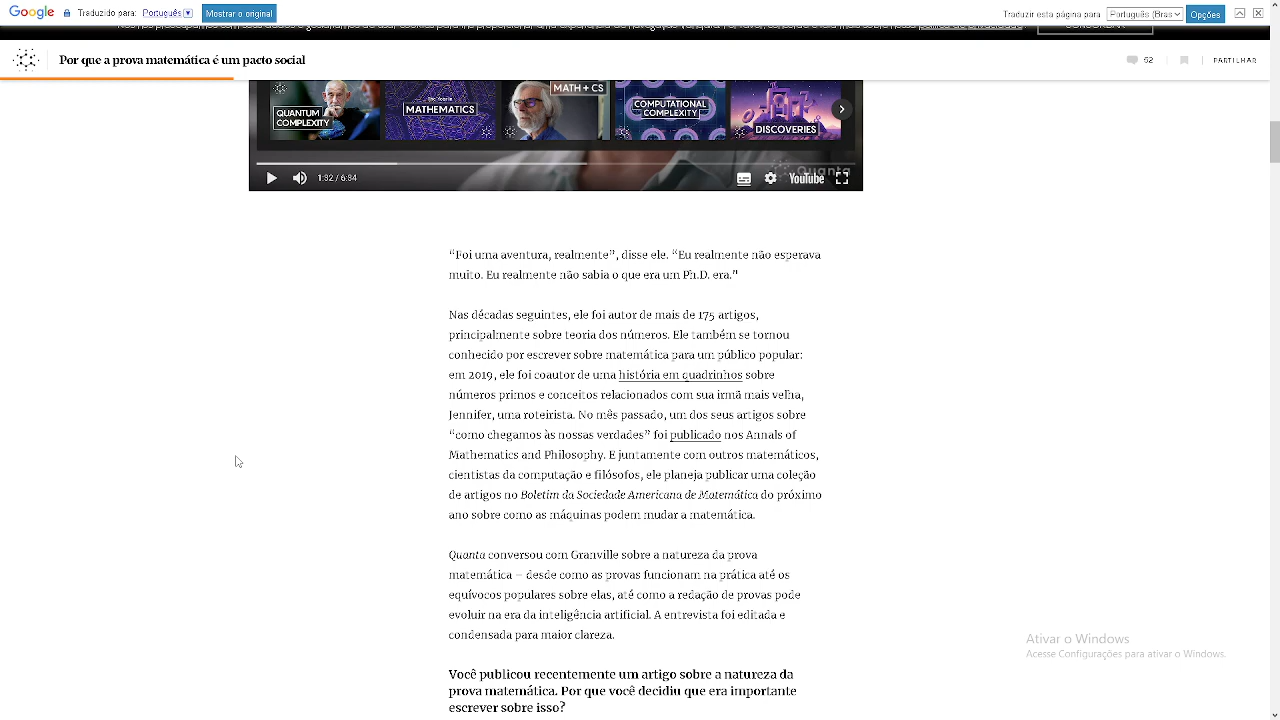 Google Traduzido para: Português Mostrar o original Traduzir esta página para Português (Bras Opções
Por que a prova matemática é um pacto social 52 PARTILHAR
QUANTUM COMPLEXITY
MATHEMATICS
MATH + CS
COMPUTATIONAL COMPLEXITY
DISCOVERIES
Quanta
1:32 / 6:34 YouTube
“Foi uma aventura, realmente”, disse ele. “Eu realmente não esperava
muito. Eu realmente não sabia o que era um Ph.D. era.”
Nas décadas seguintes, ele foi autor de mais de 175 artigos,
principalmente sobre teoria dos números. Ele também se tornou
conhecido por escrever sobre matemática para um público popular:
em 2019, ele foi coautor de uma história em quadrinhos sobre
números primos e conceitos relacionados com sua irmã mais velha,
Jennifer, uma roteirista. No mês passado, um dos seus artigos sobre
“como chegamos às nossas verdades” foi publicado nos Annals of
Mathematics and Philosophy. E juntamente com outros matemáticos,
cientistas da computação e filósofos, ele planeja publicar uma coleção
de artigos no Boletim da Sociedade Americana de Matemática do próximo
ano sobre como as máquinas podem mudar a matemática.
Quanta conversou com Granville sobre a natureza da prova
matemática – desde como as provas funcionam na prática até os
equívocos populares sobre elas, até como a redação de provas pode
evoluir na era da inteligência artificial. A entrevista foi editada e
condensada para maior clareza.
Ativar o Windows
Acesse Configurações para ativar o Windows.
Você publicou recentemente um artigo sobre a natureza da
prova matemática. Por que você decidiu que era importante
escrever sobre isso?